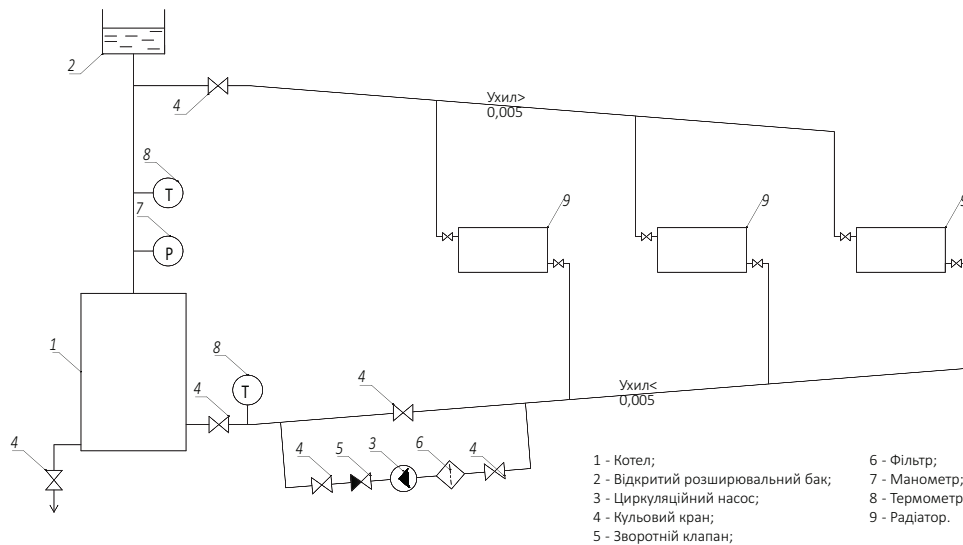 2
4
Ухил>
0,005
8
T
7
P
9
9
1
8
T
4
4
Ухил<
0,005
4
4
5
3
6
4
1 - Котел;
2 - Відкритий розширювальний бак;
3 - Циркуляційний насос;
4 - Кульовий кран;
5 - Зворотній клапан;
6 - Фільтр;
7 - Манометр;
8 - Термометр
9 - Радіатор.